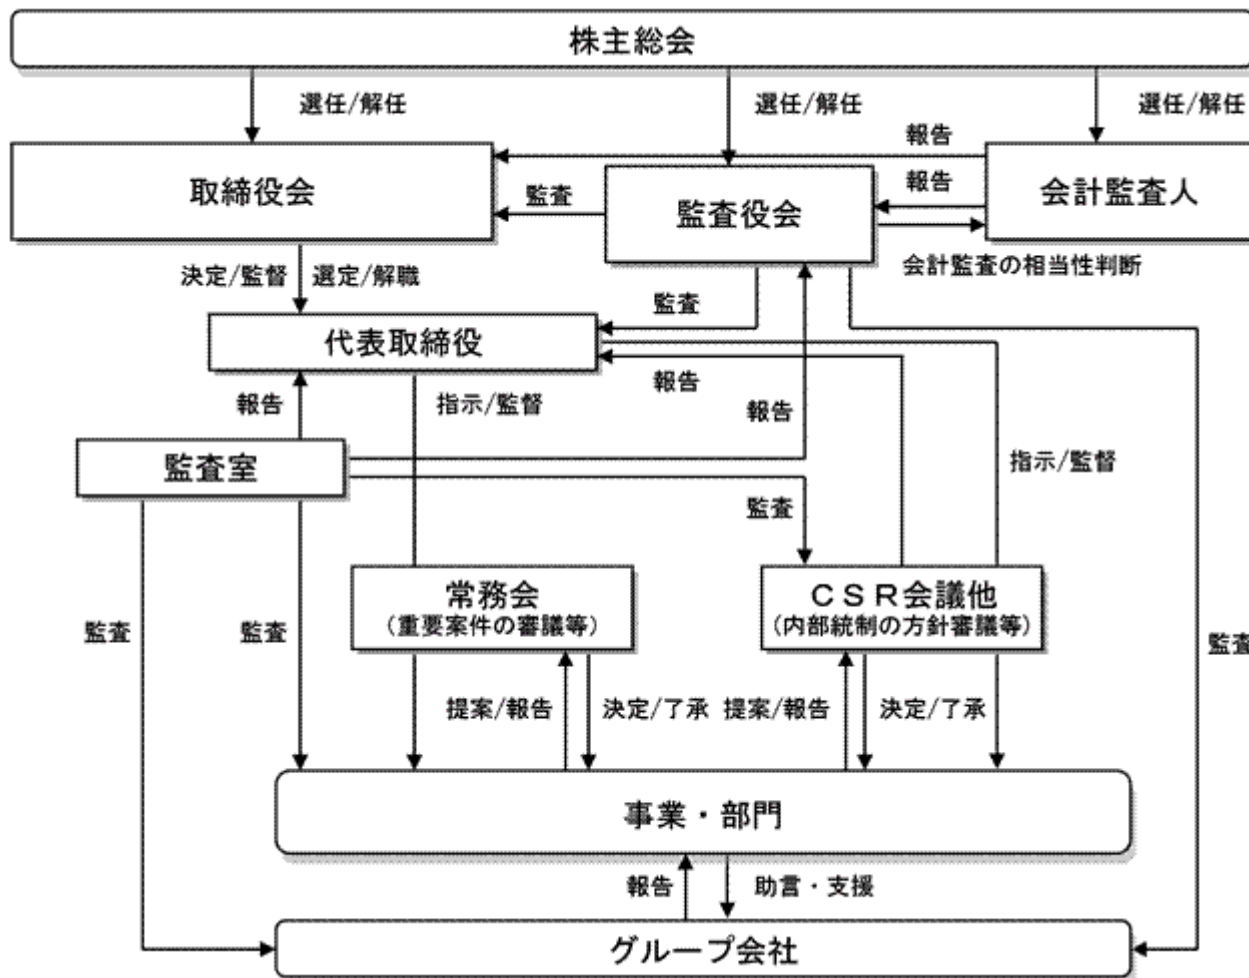 株主総会
選任/解任
選任/解任
選任/解任
報告
取締役会
監査
監査役会
報告
会計監査人
決定/監督 選定/解職
会計監査の相当性判断
監査
代表取締役
報告
報告
指示/監督
報告
監査室
指示/監督
監査
常務会
（重要案件の審議等）
ＣＳＲ会議他
（内部統制の方針審議等）
監査
監査
監査
提案/報告
決定/了承
提案/報告
決定/了承
事業・部門
報告
助言・支援
グループ会社